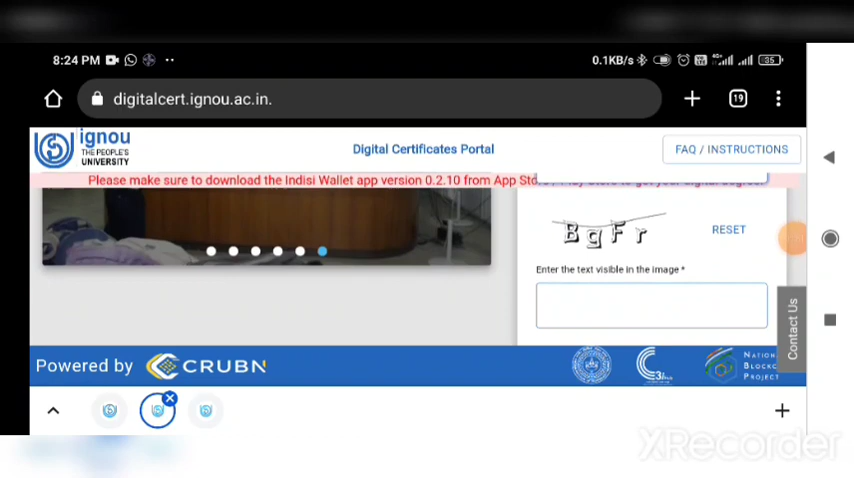 8:24 PM
0.1KB/s 35
digitalcert.ignou.ac.in.
19
ignou
THE PEOPLE'S
UNIVERSITY
Digital Certificates Portal
FAQ / INSTRUCTIONS
Please make sure to download the Indisi Wallet app version 0.2.10 from App
BgFr
RESET
Enter the text visible in the image *
Contact Us
Powered by CRUBN
XRecorder